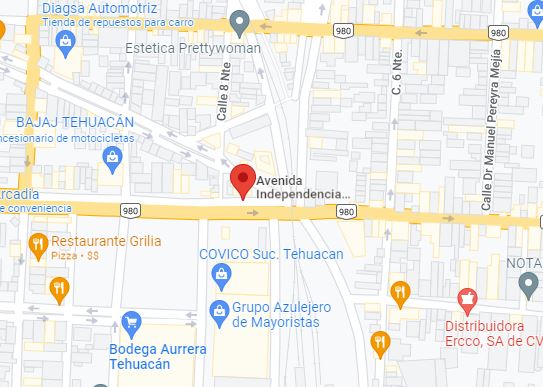 Diagsa Automotriz
Tienda de repuestos para carro
Estetica Prettywoman
980
980
Calle 8 Nte
C. 6 Nte.
Calle Dr Manuel Pereyra Mejía
BAJAJ TEHUACÁN
ncesionario de motocicletas
Avenida
Independencia...
Arcadia
e conveniencia
980
980
Restaurante Grilia
Pizza • $$
COVICO Suc. Tehuacan
NOTA
Grupo Azulejero
de Mayoristas
Distribuidora
Ercco, SA de CV
Bodega Aurrera
Tehuacán